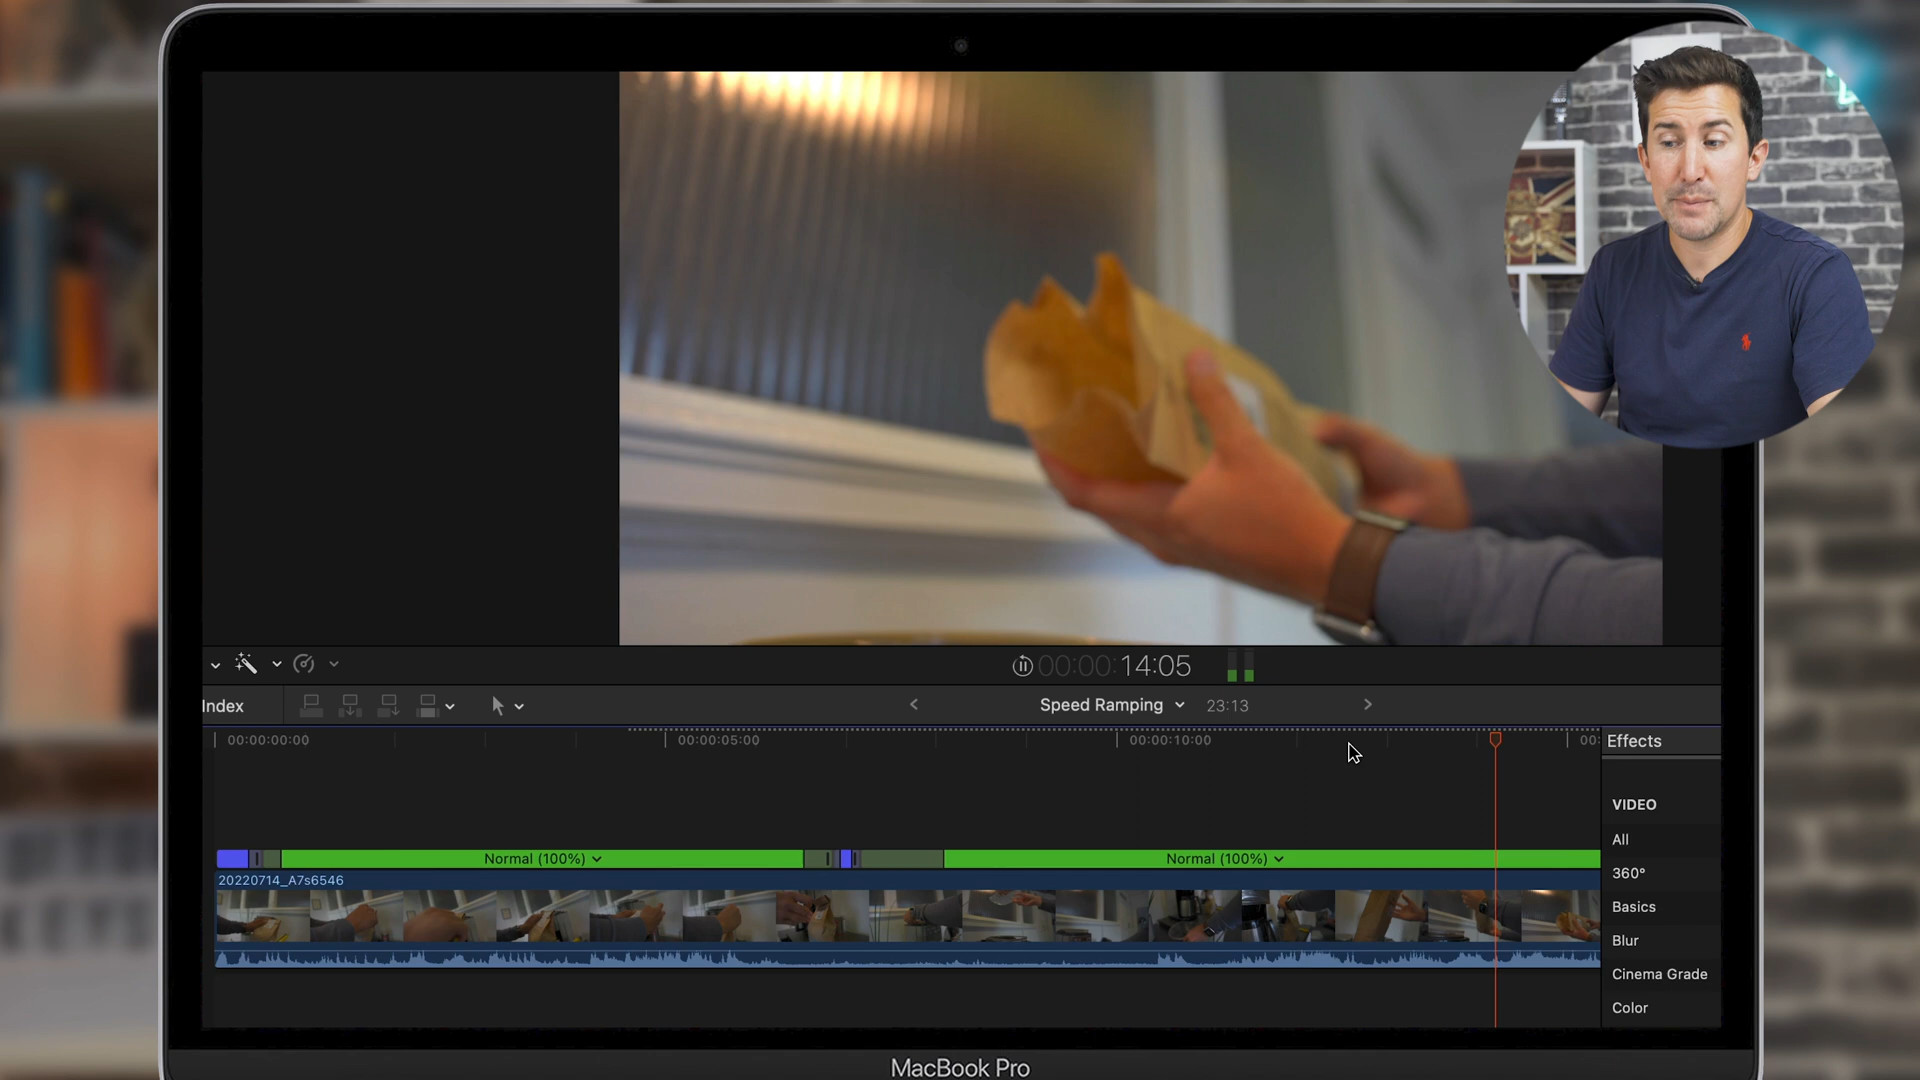 00:00:14:05
Index
Speed Ramping
23:13
00:00:00:00
00:00:05:00
00:00:10:00
00:
Effects
VIDEO
All
360°
Basics
Blur
Cinema Grade
Color
Normal (100%)
Normal (100%)
20220714_A7s6546
MacBook Pro